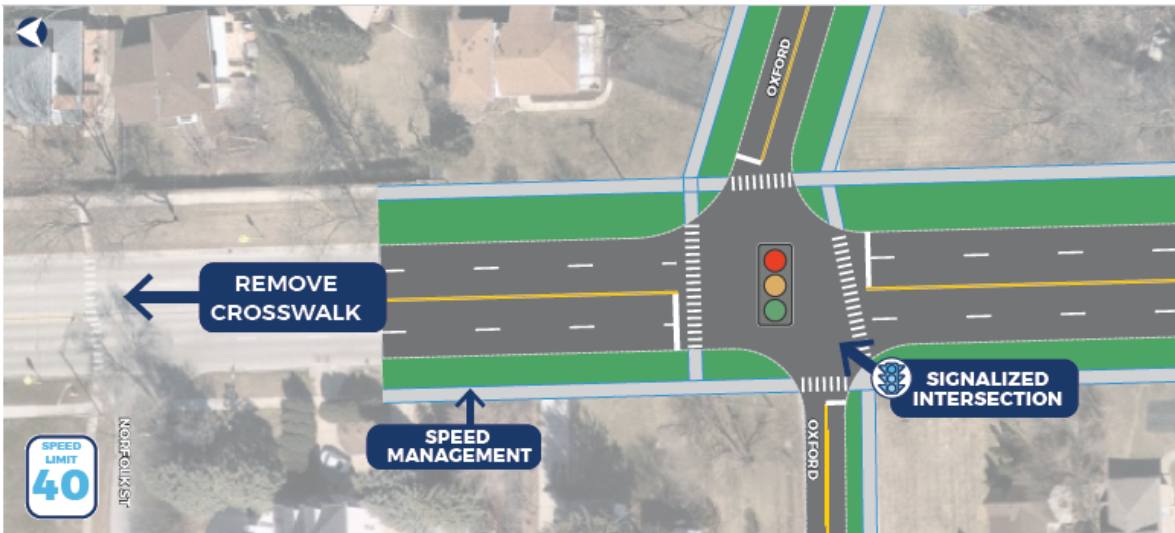 OXFORD
REMOVE
CROSSWALK
SIGNALIZED
INTERSECTION
SPEED
MANAGEMENT
OXFORD
NORFOLK ST
SPEED
LIMIT
40